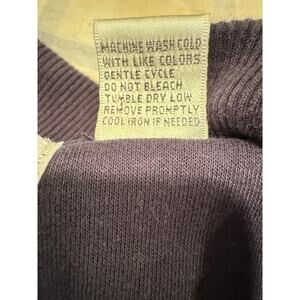 MACHINE WASH COLD
WITH LIKE COLORS
GENTLE CYCLE
DO NOT BLEACH
TUMBLE DRY LOW
REMOVE PROMPTLY
COOL IRON IF NEEDED